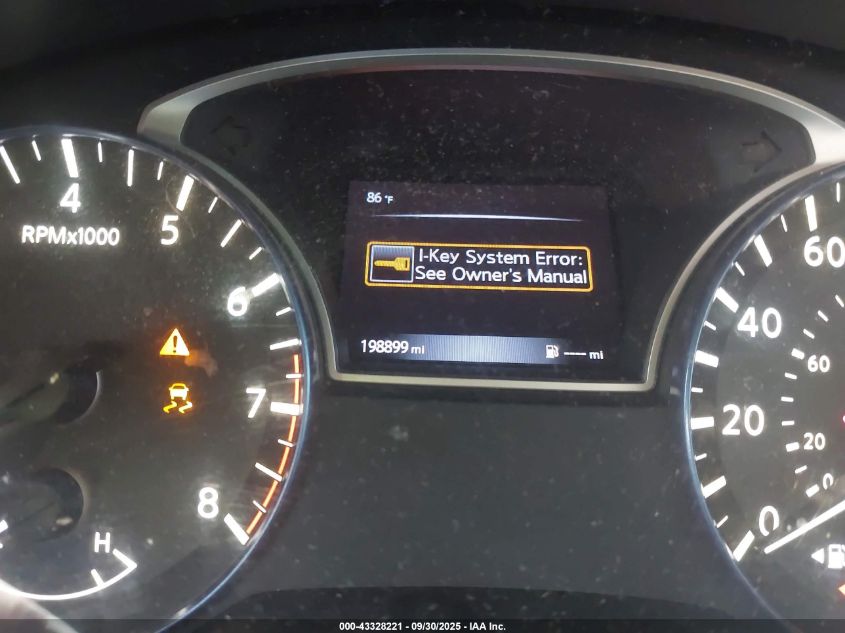 86 °F
I-Key System Error:
See Owner's Manual
198899 mi
---- mi
4
5
RPMx1000
6
7
8
H
60
40
60
20
20
0
0
000-43328221 - 09/30/2025 - IAA Inc.